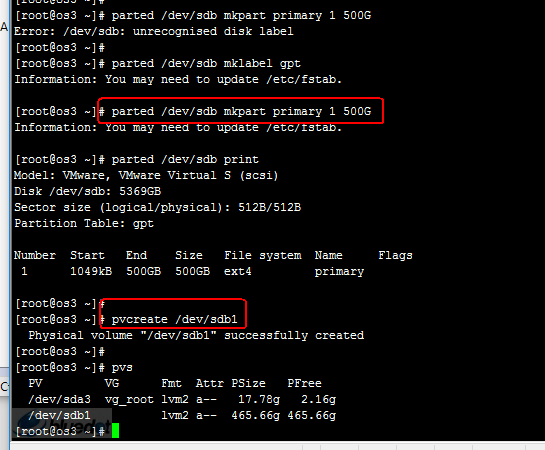 [root@os3 ~]# parted /dev/sdb mkpart primary 1 500G
Error: /dev/sdb: unrecognised disk label
[root@os3 ~]#
[root@os3 ~]# parted /dev/sdb mklabel gpt
Information: You may need to update /etc/fstab.
[root@os3 ~]# parted /dev/sdb mkpart primary 1 500G
Information: You may need to update /etc/fstab.
[root@os3 ~]# parted /dev/sdb print
Model: VMware, VMware Virtual S (scsi)
Disk /dev/sdb: 5369GB
Sector size (logical/physical): 512B/512B
Partition Table: gpt
Number  Start   End    Size   File system  Name     Flags
 1      1049kB  500GB  500GB  ext4         primary
[root@os3 ~]#
[root@os3 ~]# pvcreate /dev/sdb1
  Physical volume "/dev/sdb1" successfully created
[root@os3 ~]#
[root@os3 ~]# pvs
  PV         VG      Fmt  Attr PSize   PFree
  /dev/sda3  vg_root lvm2 a--   17.78g   2.16g
  /dev/sdb1          lvm2 a--  465.66g 465.66g
[root@os3 ~]#